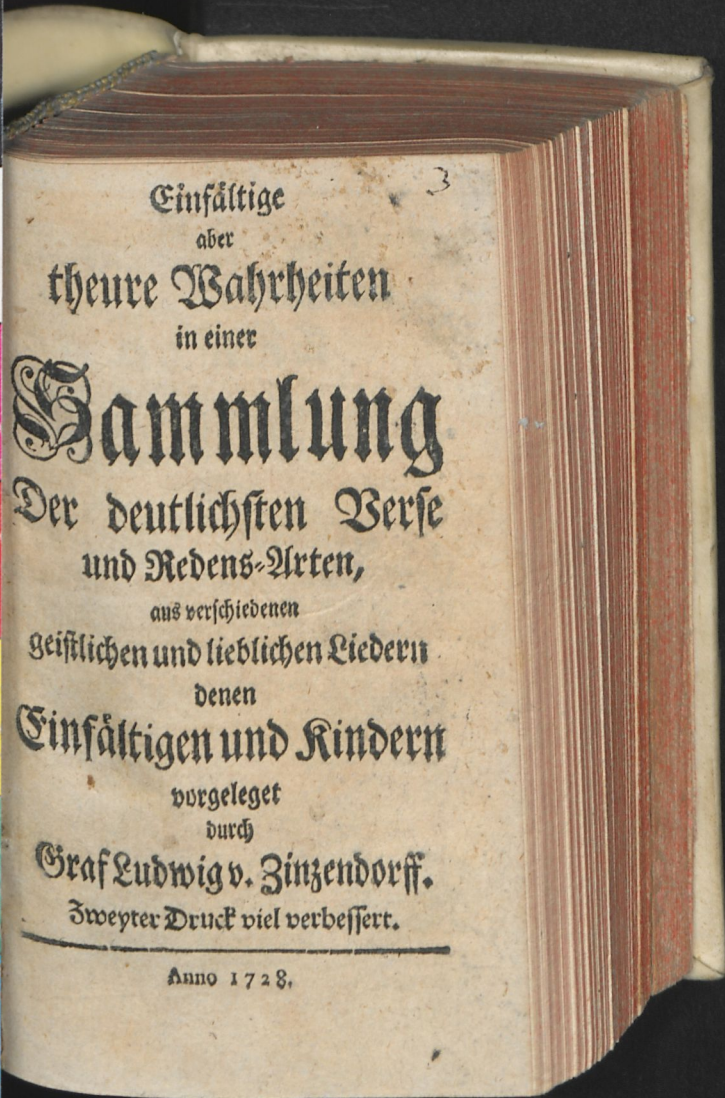 3
Einfältige
aber
theure Wahrheiten
in einer
Sammlung
Der deutlichsten Verse
und Redens-Arten,
aus verschiedenen
geistlichen und lieblichen Liedern
denen
Einfältigen und Kindern
vorgeleget
durch
Graf Ludwig v. Zinzendorff.
Zweyter Druck viel verbessert.
Anno 1728.